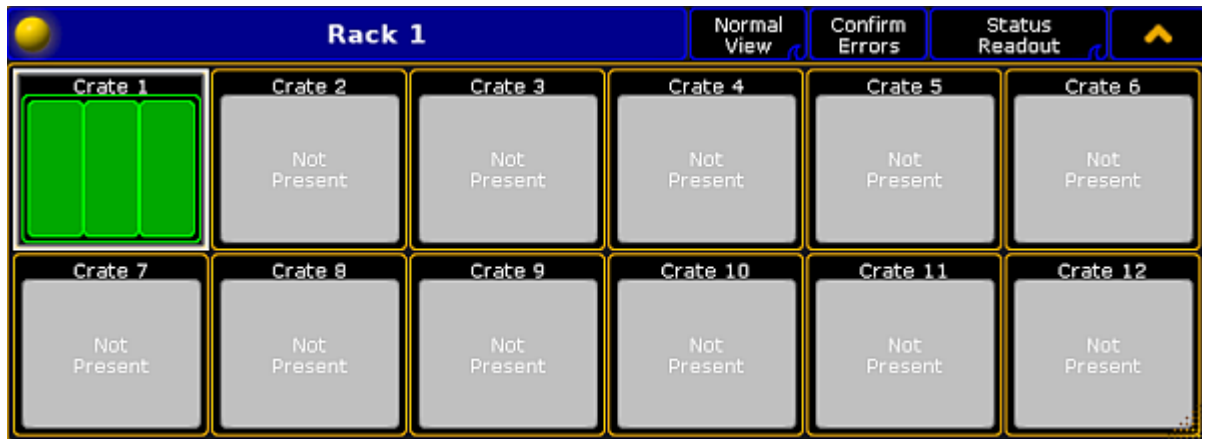 Rack 1
Normal
View
Confirm
Errors
Status
Readout
Crate 1
Crate 2
Not
Present
Crate 3
Not
Present
Crate 4
Not
Present
Crate 5
Not
Present
Crate 6
Not
Present
Crate 7
Not
Present
Crate 8
Not
Present
Crate 9
Not
Present
Crate 10
Not
Present
Crate 11
Not
Present
Crate 12
Not
Present